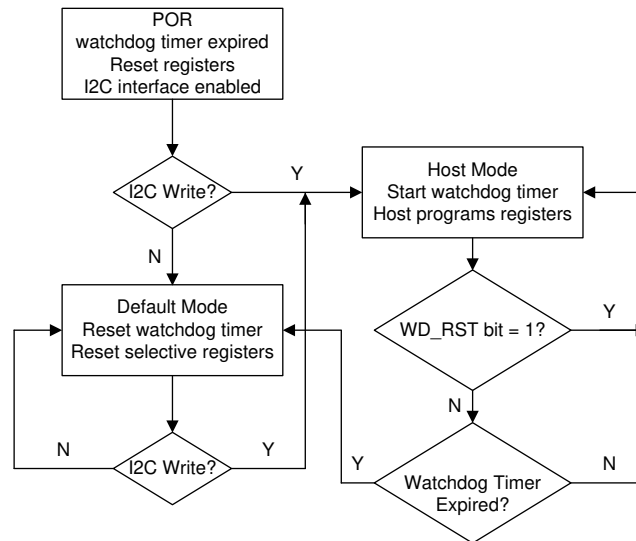 POR
watchdog timer expired
Reset registers
I2C interface enabled
I2C Write?
Y
N
Host Mode
Start watchdog timer
Host programs registers
Default Mode
Reset watchdog timer
Reset selective registers
WD_RST bit = 1?
Y
N
I2C Write?
N
Y
Watchdog Timer
Expired?
Y
N